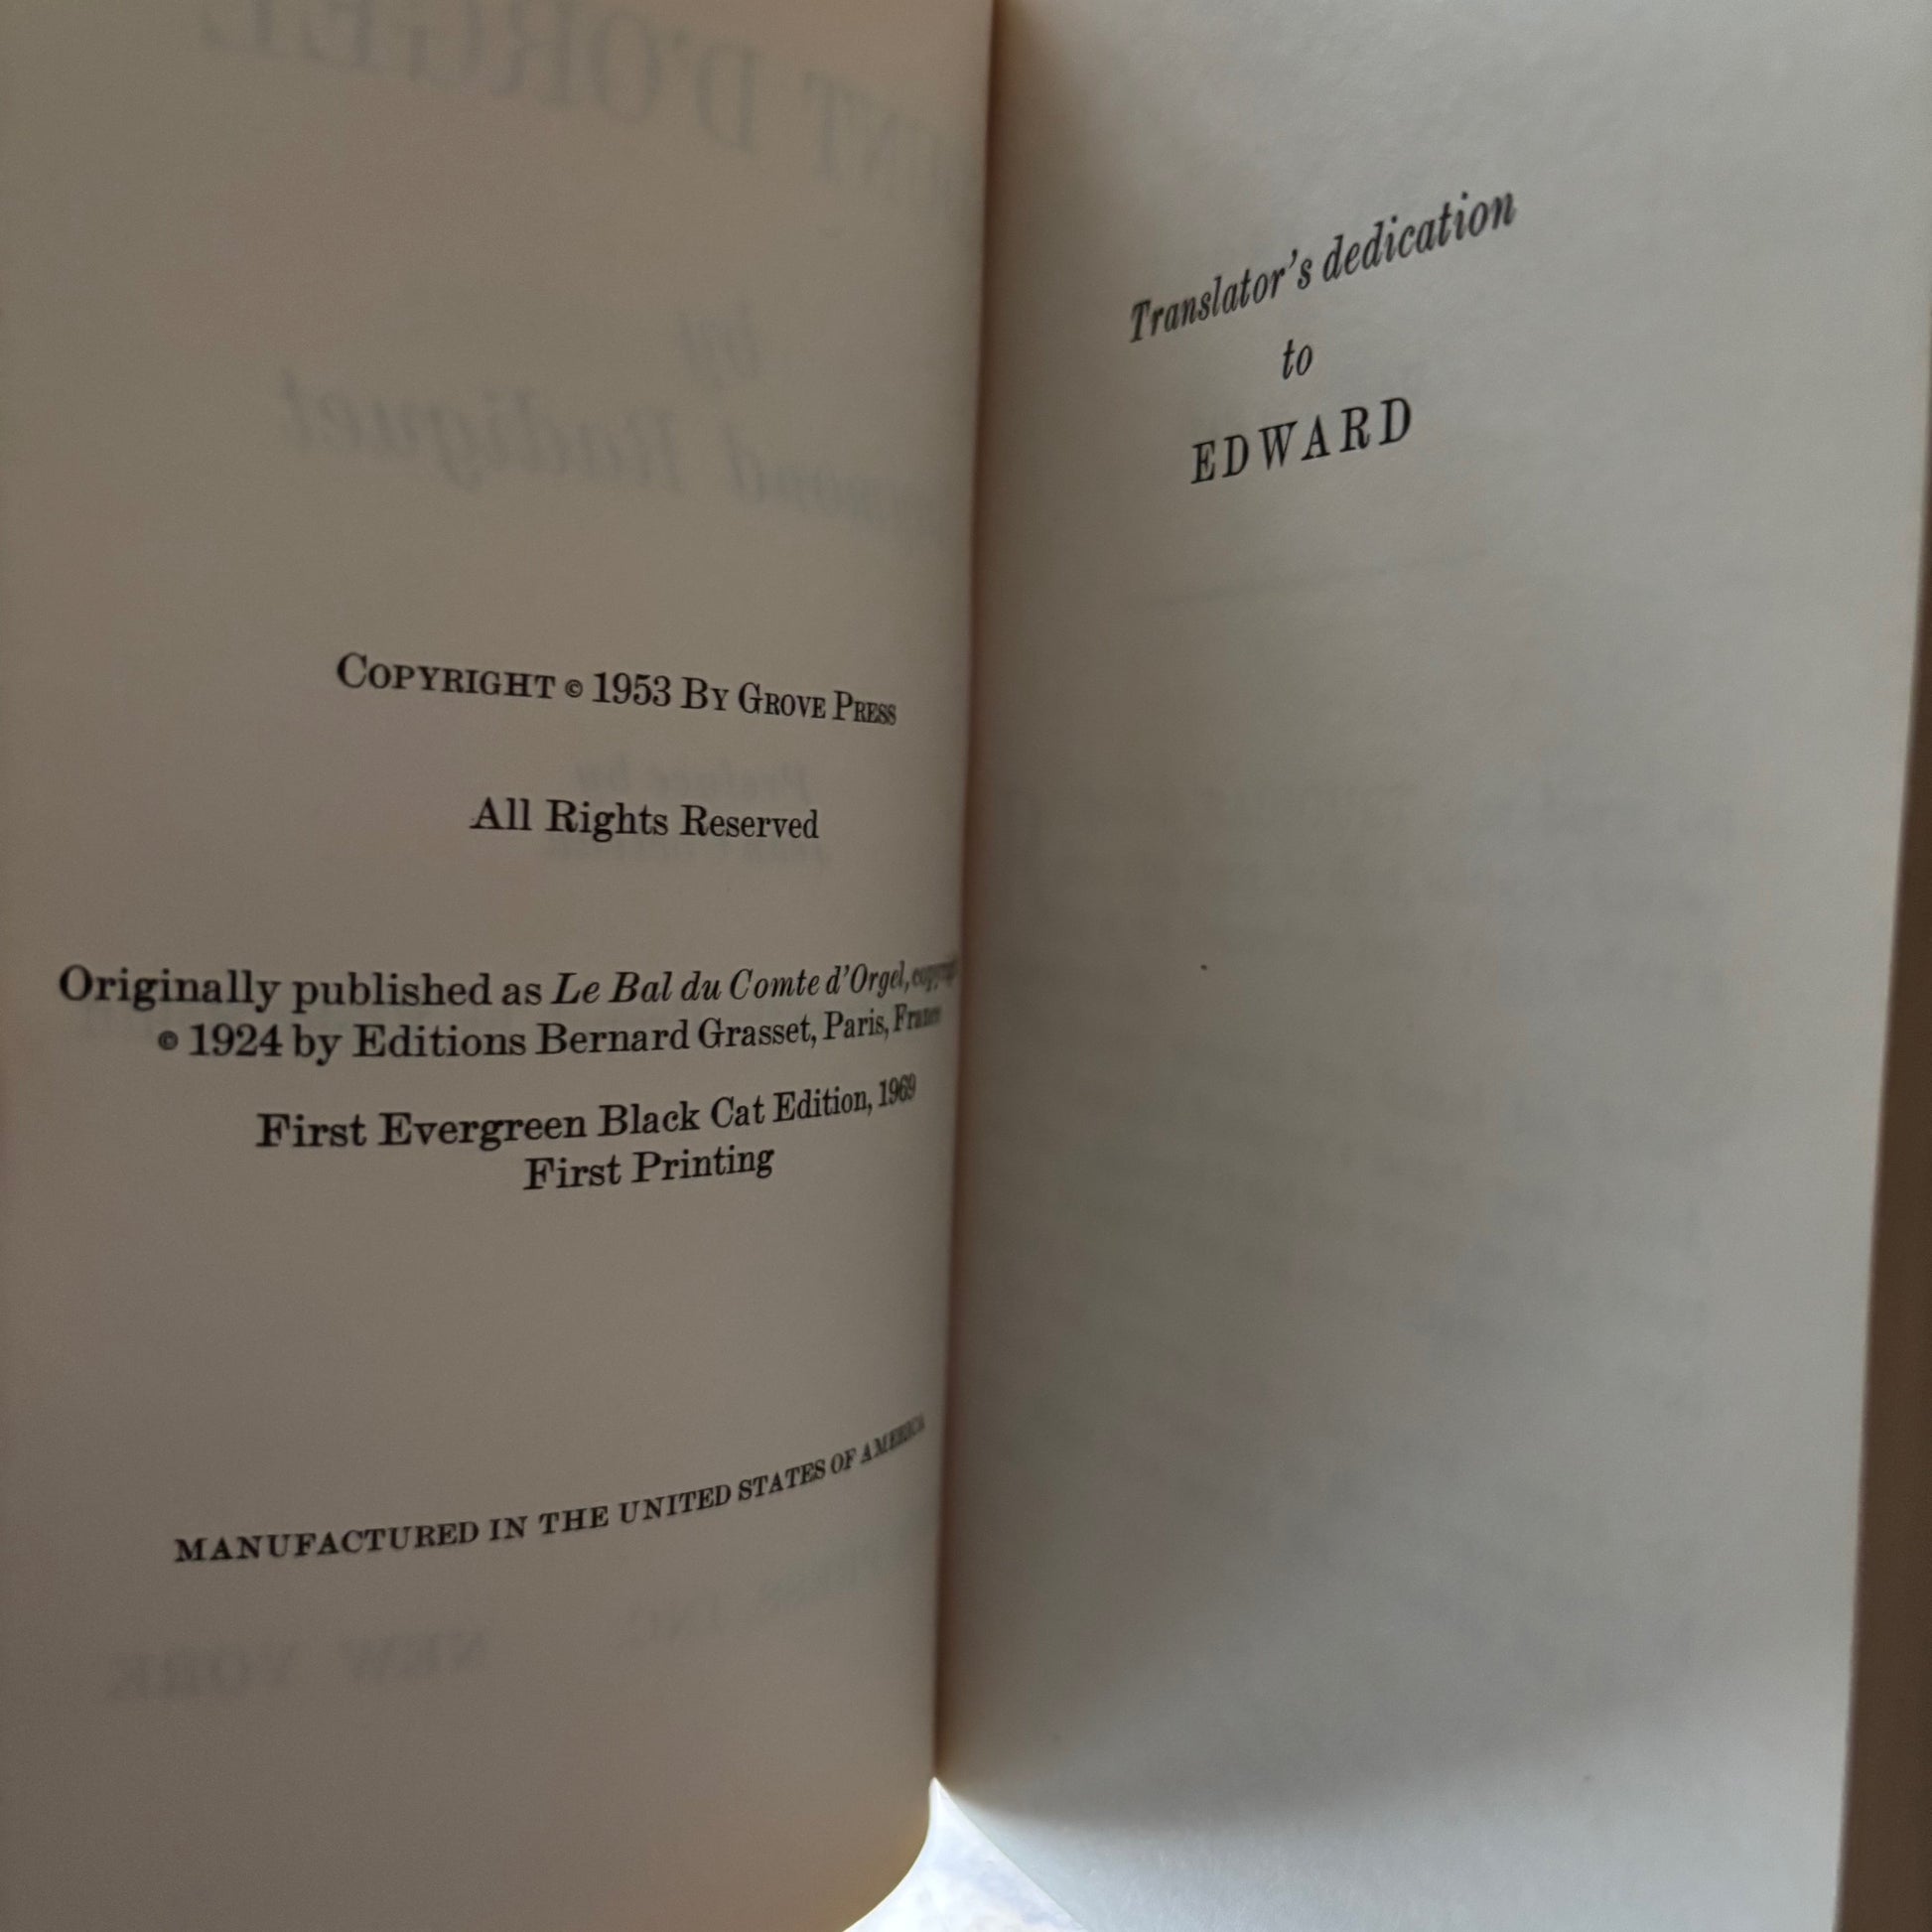 COPYRIGHT © 1953 BY GROVE PRESS
All Rights Reserved
Originally published as Le Bal du Comte d'Orgel, copyright
© 1924 by Editions Bernard Grasset, Paris, France
First Evergreen Black Cat Edition, 1969
First Printing
MANUFACTURED IN THE UNITED STATES OF AMERICA
Translator's dedication
to
EDWARD